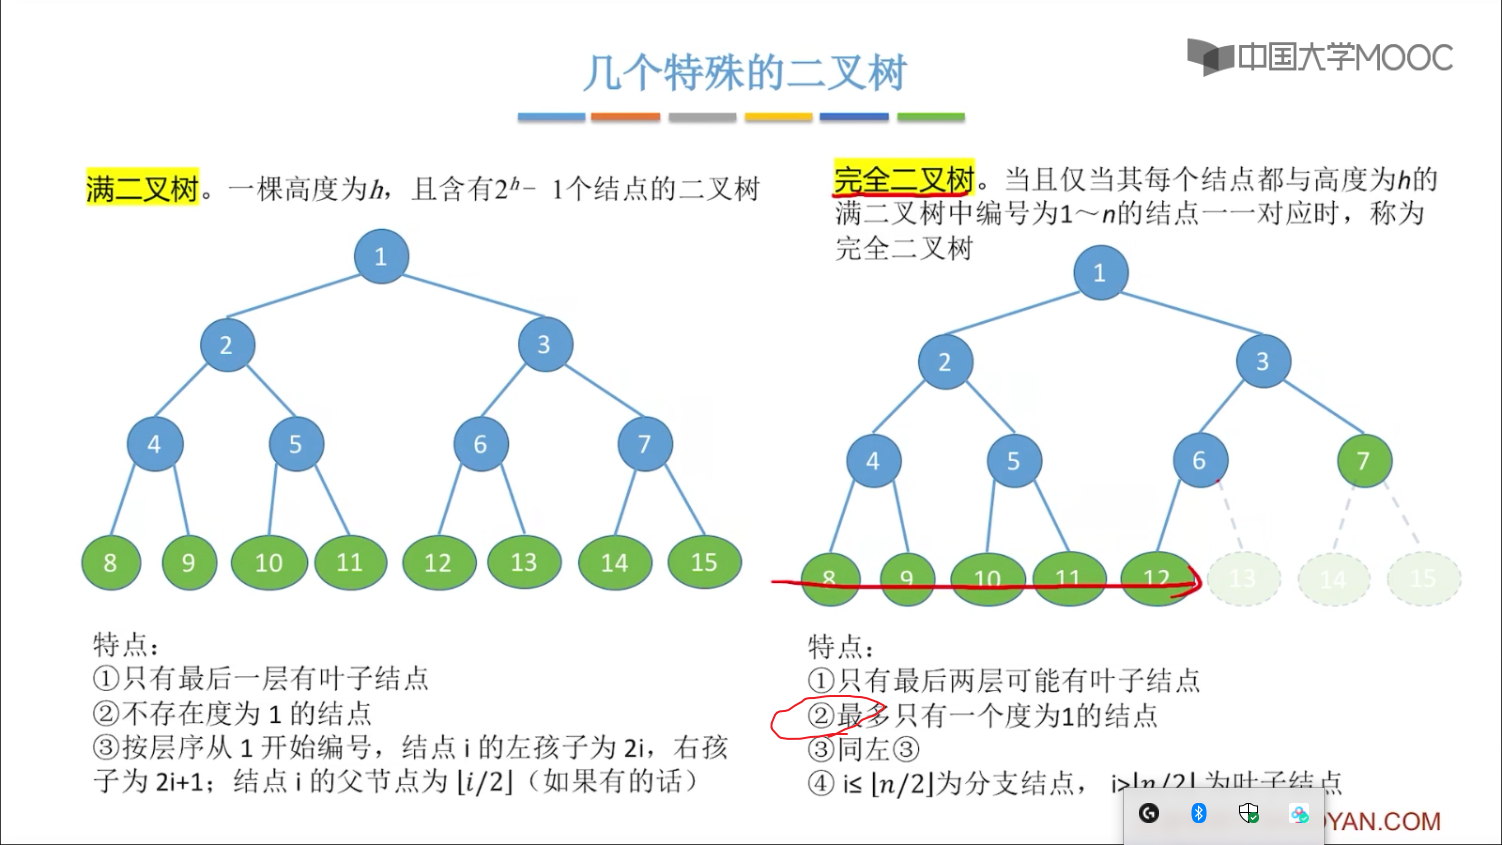 几个特殊的二叉树
中国大学MOOC
满二叉树。一棵高度为h，且含有2ʰ − 1个结点的二叉树
1
2
3
4
5
6
7
8
9
10
11
12
13
14
15
特点：
①只有最后一层有叶子结点
②不存在度为 1 的结点
③按层序从 1 开始编号，结点 i 的左孩子为 2i，右孩
子为 2i+1；结点 i 的父节点为 ⌊i/2⌋（如果有的话）
完全二叉树。当且仅当其每个结点都与高度为h的
满二叉树中编号为1～n的结点一一对应时，称为
完全二叉树
1
2
3
4
5
6
7
8
9
10
11
12
13
14
15
特点：
①只有最后两层可能有叶子结点
②最多只有一个度为1的结点
③同左③
④ i≤ ⌊n/2⌋为分支结点， i>⌊n/2⌋ 为叶子结点
OYAN.COM